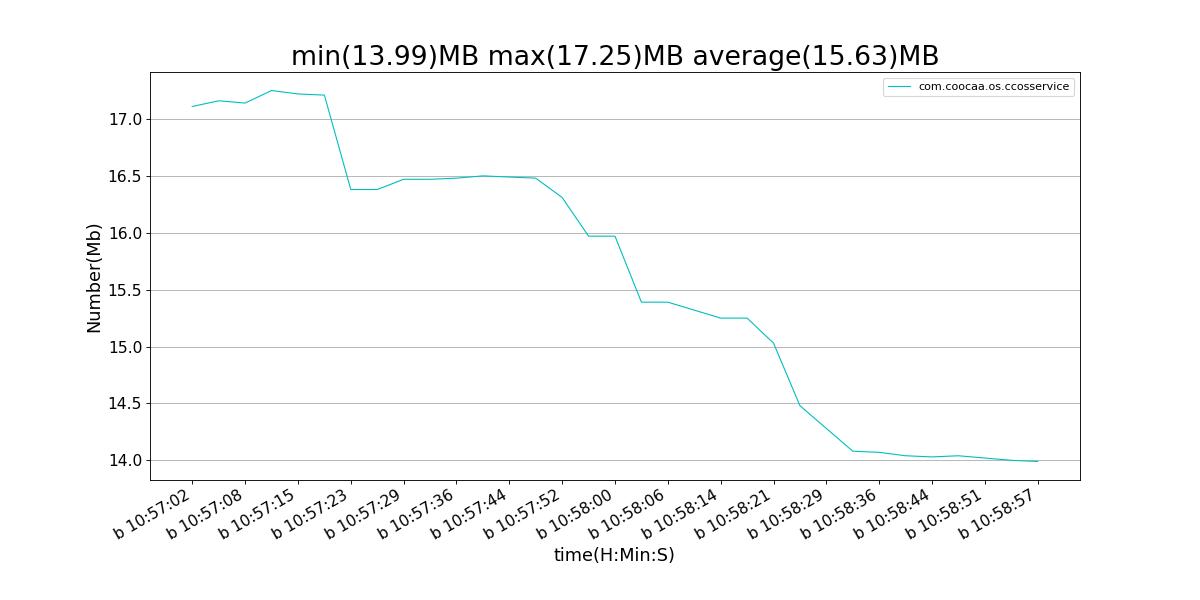 min(13.99)MB max(17.25)MB average(15.63)MB
com.coocaa.os.ccosservice
Number(Mb)
17.0
16.5
16.0
15.5
15.0
14.5
14.0
b 10:57:02
b 10:57:08
b 10:57:15
b 10:57:23
b 10:57:29
b 10:57:36
b 10:57:44
b 10:57:52
b 10:58:00
b 10:58:06
b 10:58:14
b 10:58:21
b 10:58:29
b 10:58:36
b 10:58:44
b 10:58:51
b 10:58:57
time(H:Min:S)